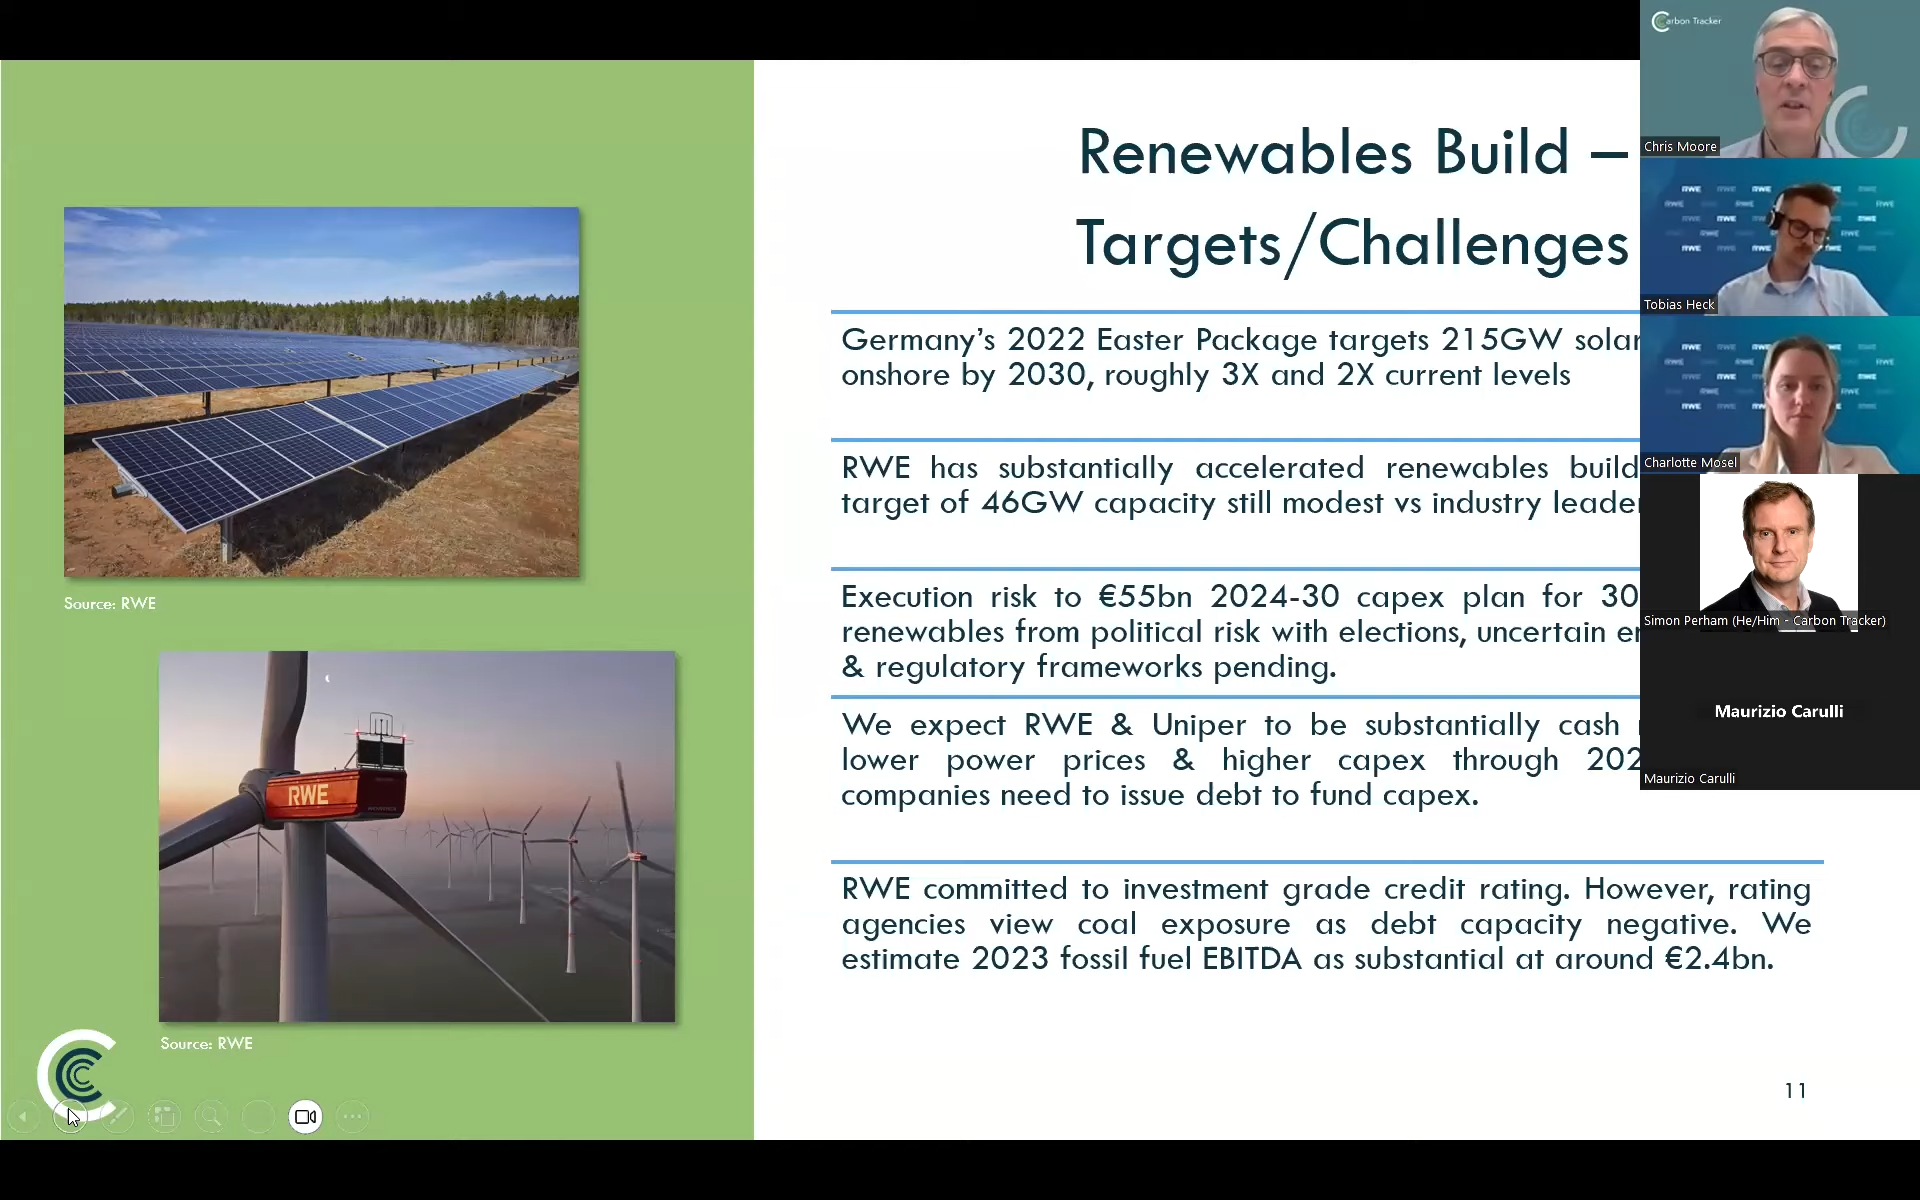 Renewables Build –
Targets/Challenges
Germany's 2022 Easter Package targets 215GW solar
onshore by 2030, roughly 3X and 2X current levels
RWE has substantially accelerated renewables build
target of 46GW capacity still modest vs industry
Execution risk to €55bn 2024-30 capex plan for 30
renewables from political risk with elections, uncertain
& regulatory frameworks pending.
We expect RWE & Uniper to be substantially cash
lower power prices & higher capex through
companies need to issue debt to fund capex.
RWE committed to investment grade credit rating. However, rating
agencies view coal exposure as debt capacity negative. We
estimate 2023 fossil fuel EBITDA as substantial at around €2.4bn.
11
Source: RWE
RWE
Source: RWE
Carbon Tracker
Chris Moore
RWE
Tobias Heck
RWE
Charlotte Mosel
Simon Perham (He/Him - Carbon Tracker)
Maurizio Carulli
Maurizio Carulli